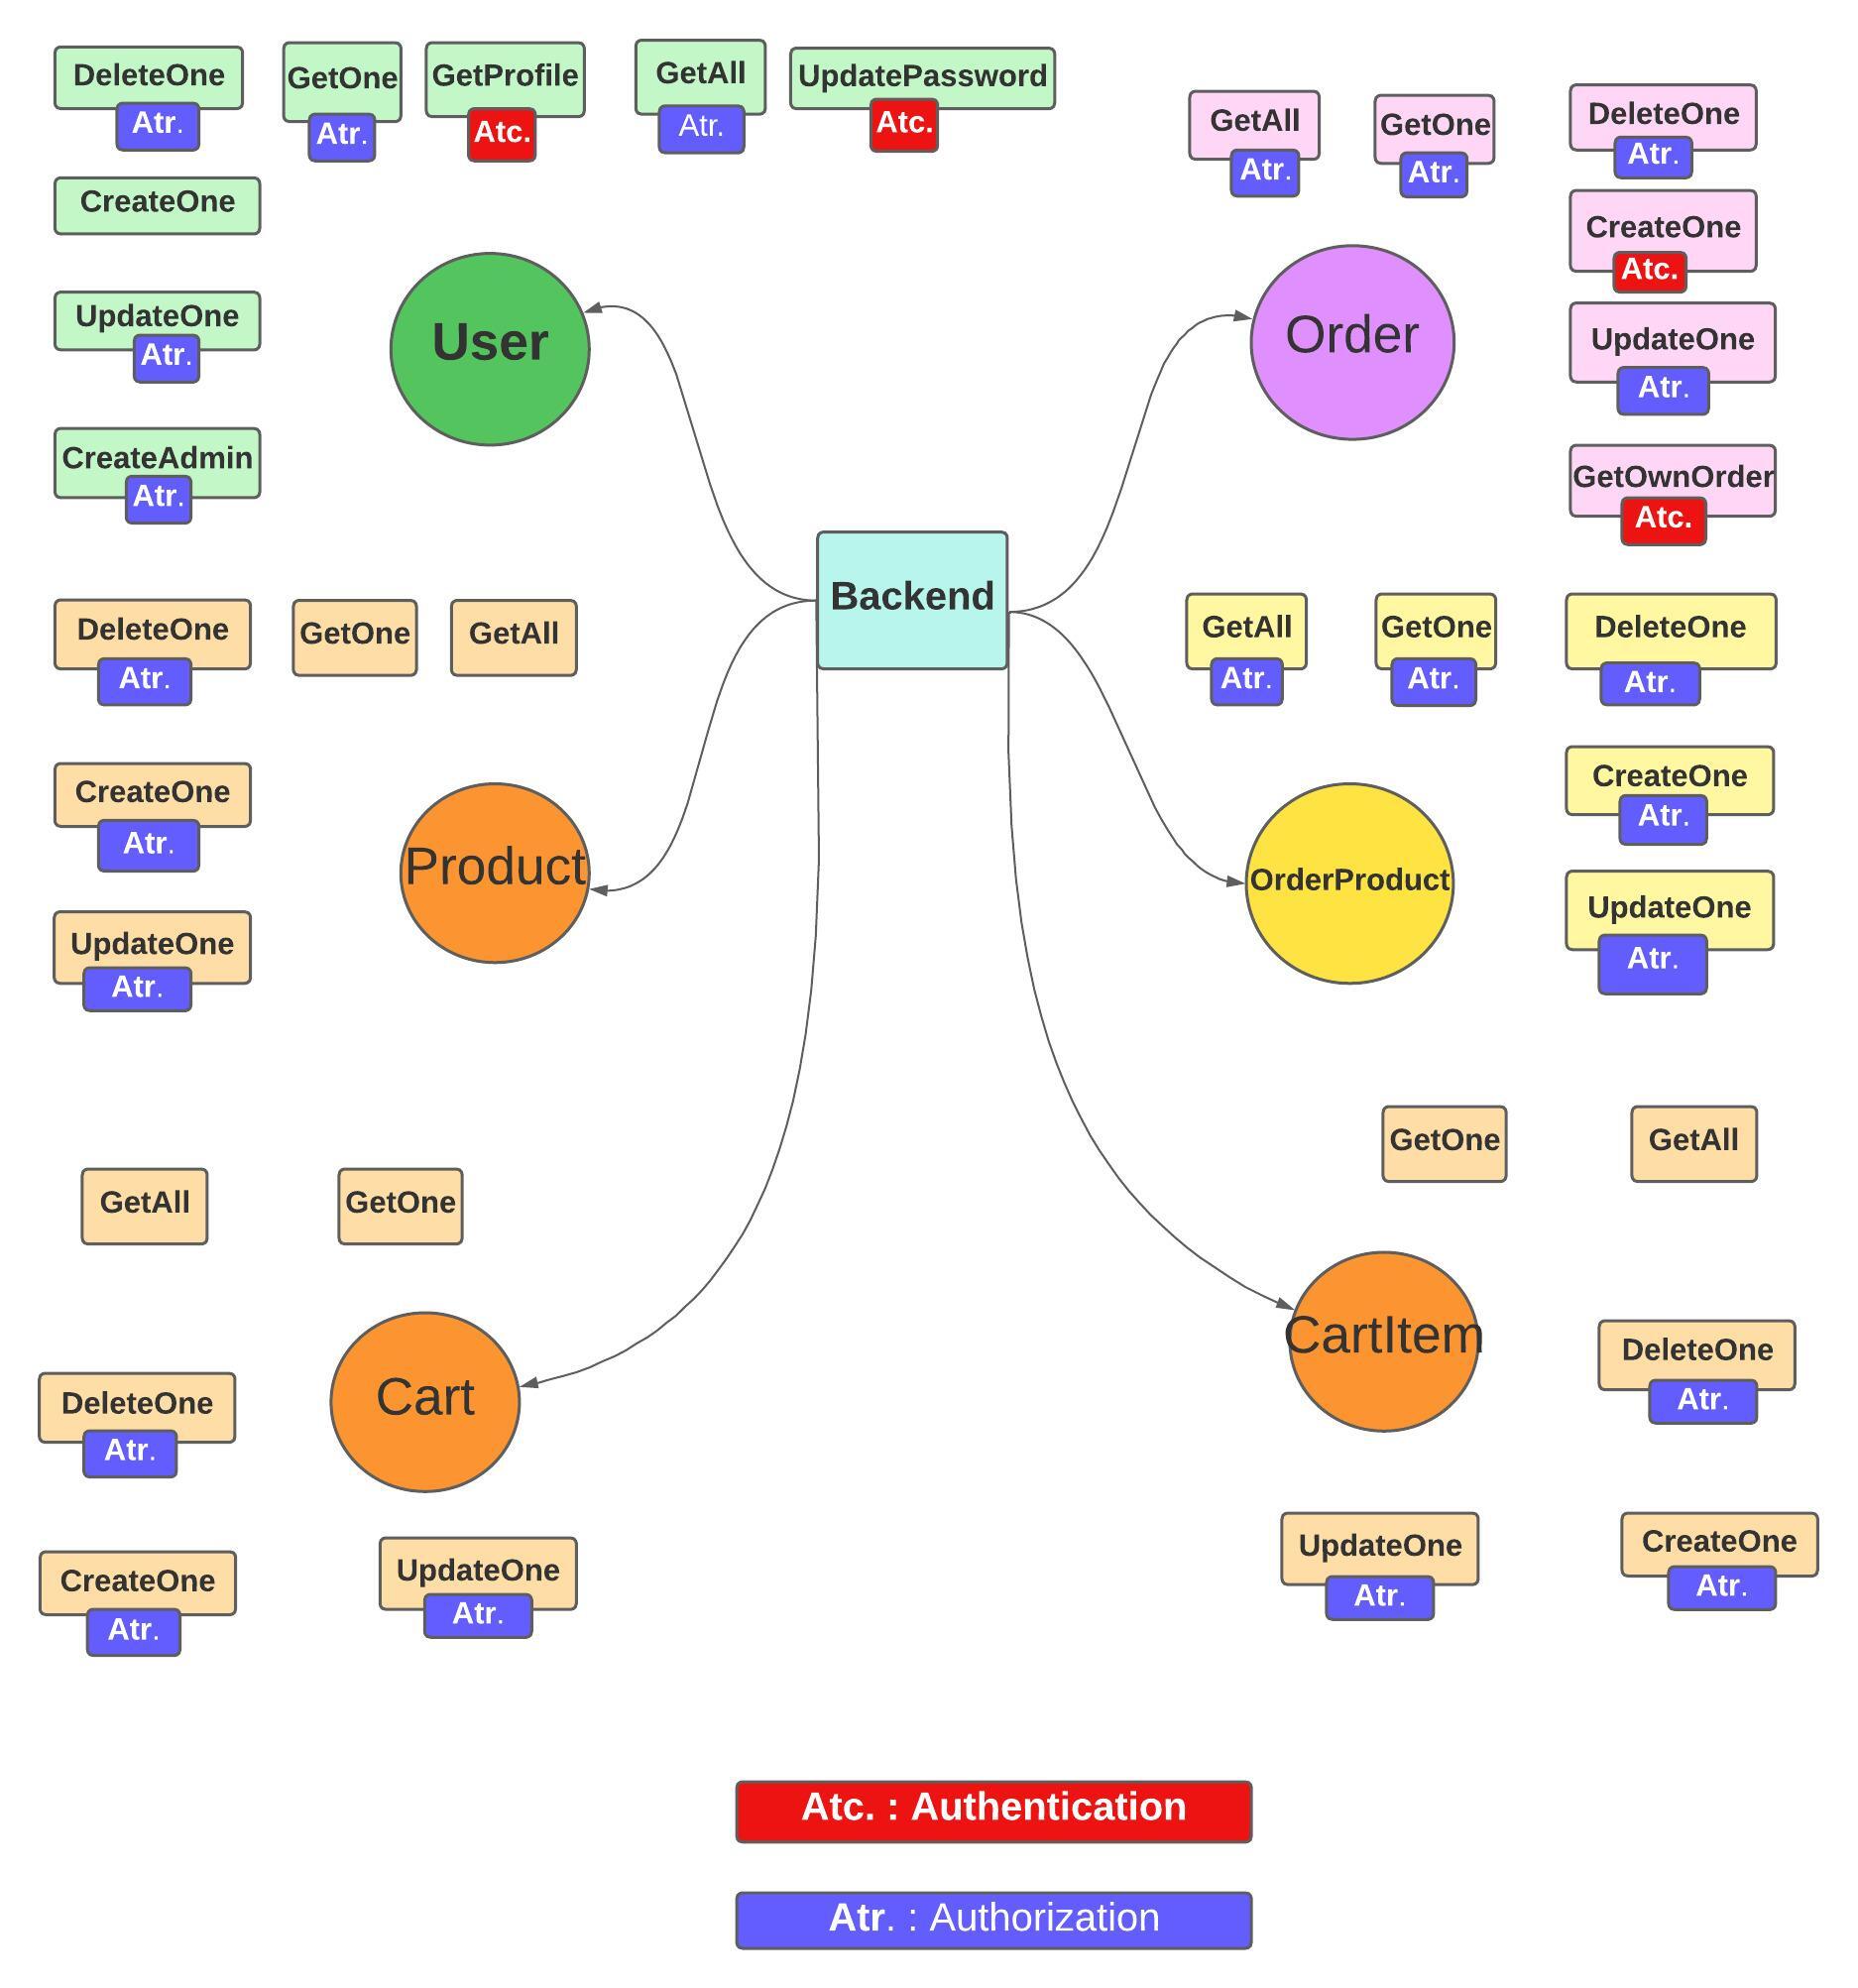 DeleteOne
Atr.
GetOne
Atr.
GetProfile
Atc.
GetAll
Atr.
UpdatePassword
Atc.
CreateOne
UpdateOne
Atr.
CreateAdmin
Atr.
User
GetAll
Atr.
GetOne
Atr.
DeleteOne
Atr.
CreateOne
Atc.
UpdateOne
Atr.
GetOwnOrder
Atc.
Order
Backend
DeleteOne
Atr.
GetOne
GetAll
CreateOne
Atr.
UpdateOne
Atr.
Product
GetAll
Atr.
GetOne
Atr.
DeleteOne
Atr.
CreateOne
Atr.
UpdateOne
Atr.
OrderProduct
GetAll
GetOne
Cart
DeleteOne
Atr.
CreateOne
Atr.
UpdateOne
Atr.
GetOne
GetAll
CartItem
DeleteOne
Atr.
UpdateOne
Atr.
CreateOne
Atr.
Atc. : Authentication
Atr. : Authorization